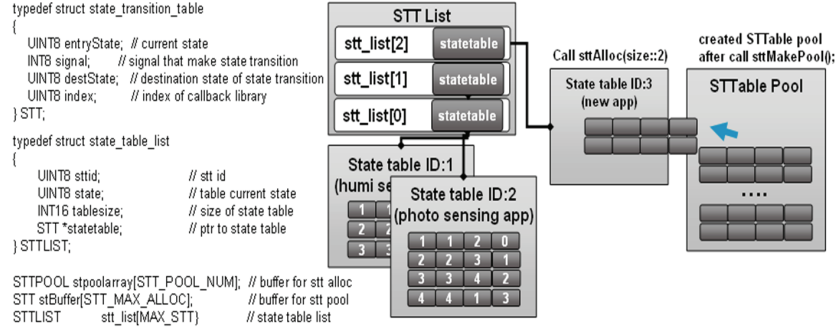 typedef struct state_transition_table
{
UINT8 entryState; // current state
INT8 signal; // signal that make state transition
UINT8 destState; // destination state of state transition
UINT8 index; // index of callback library
} STT;
typedef struct state_table_list
{
UINT8 sttid; // stt id
UINT8 state; // table current state
INT16 tablesize; // size of state table
STT *statetable; // ptr to state table
} STTLIST;
STTPOOL stpoolarray[STT_POOL_NUM]; // buffer for stt alloc
STT stBuffer[STT_MAX_ALLOC]; // buffer for stt pool
STTLIST stt_list[MAX_STT} // state table list
STT List
stt_list[2] statetable
stt_list[1] statetable
stt_list[0] statetable
State table ID:1
(humi se
1 1
2 2
3 3
State table ID:2
(photo sensing app)
1 1 2 0
2 2 3 1
3 3 4 2
4 4 1 3
Call sttAlloc(size::2)
State table ID:3
(new app)
created STTable pool
after call sttMakePool();
STTable Pool
....